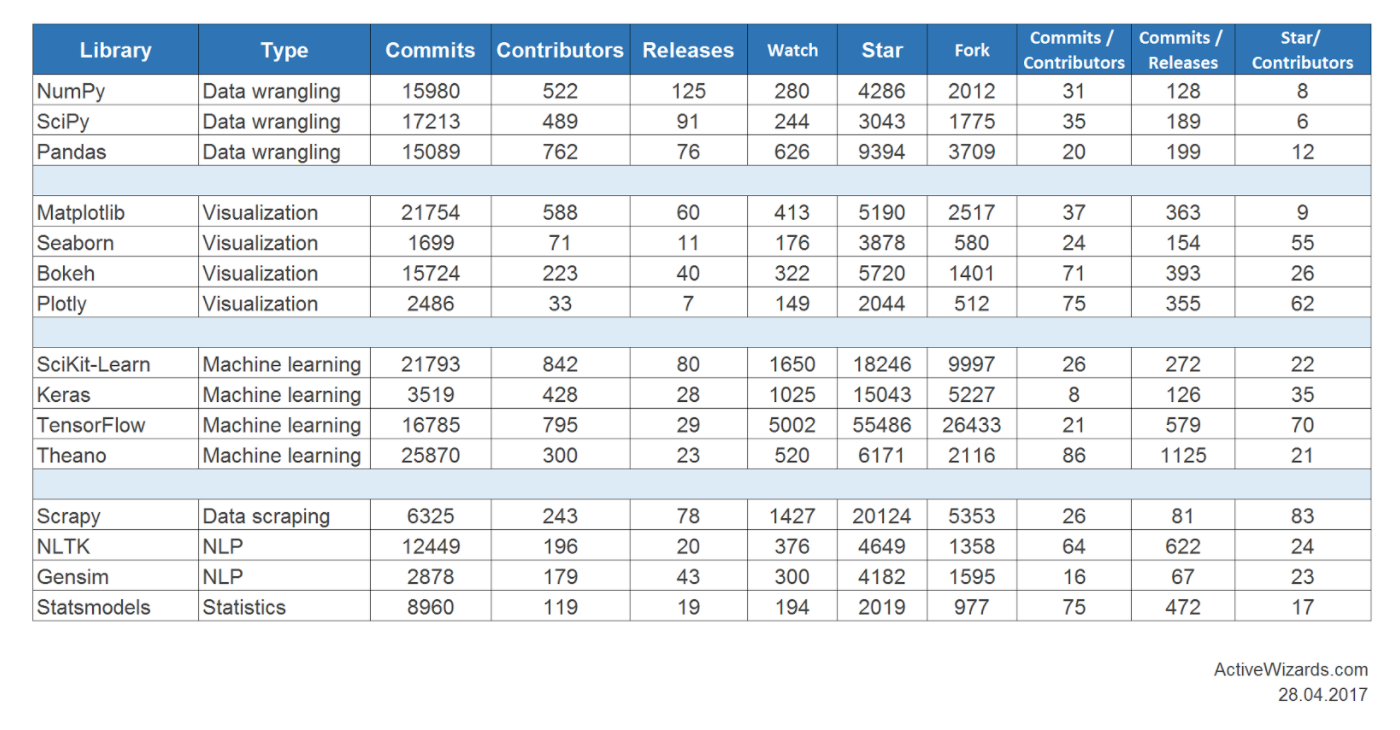 Library Type Commits Contributors Releases Watch Star Fork Commits / Contributors Commits / Releases Star/ Contributors
NumPy Data wrangling 15980 522 125 280 4286 2012 31 128 8
SciPy Data wrangling 17213 489 91 244 3043 1775 35 189 6
Pandas Data wrangling 15089 762 76 626 9394 3709 20 199 12
Matplotlib Visualization 21754 588 60 413 5190 2517 37 363 9
Seaborn Visualization 1699 71 11 176 3878 580 24 154 55
Bokeh Visualization 15724 223 40 322 5720 1401 71 393 26
Plotly Visualization 2486 33 7 149 2044 512 75 355 62
SciKit-Learn Machine learning 21793 842 80 1650 18246 9997 26 272 22
Keras Machine learning 3519 428 28 1025 15043 5227 8 126 35
TensorFlow Machine learning 16785 795 29 5002 55486 26433 21 579 70
Theano Machine learning 25870 300 23 520 6171 2116 86 1125 21
Scrapy Data scraping 6325 243 78 1427 20124 5353 26 81 83
NLTK NLP 12449 196 20 376 4649 1358 64 622 24
Gensim NLP 2878 179 43 300 4182 1595 16 67 23
Statsmodels Statistics 8960 119 19 194 2019 977 75 472 17
ActiveWizards.com
28.04.2017